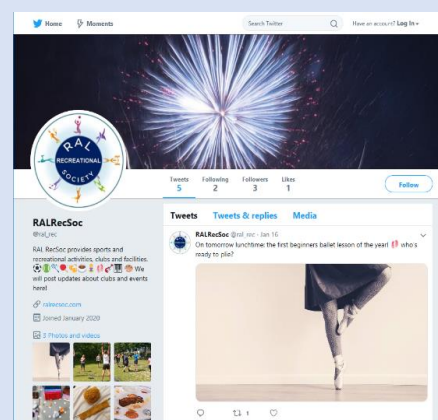 Home Moments Search Twitter Have an account? Log In
RAL
RECREATIONAL
SOCIETY
Tweets Following Followers Likes
5 2 3 1
Follow
RALRecSoc
@ral_rec
RAL RecSoc provides sports and
recreational activities, clubs and facilities.
We
will post updates about clubs and events
here!
ralrecsoc.com
Joined January 2020
3 Photos and videos
Tweets Tweets & replies Media
RALRecSoc @ral_rec · Jan 16
On tomorrow lunchtime: the first beginners ballet lesson of the year! who's
ready to plie?
1